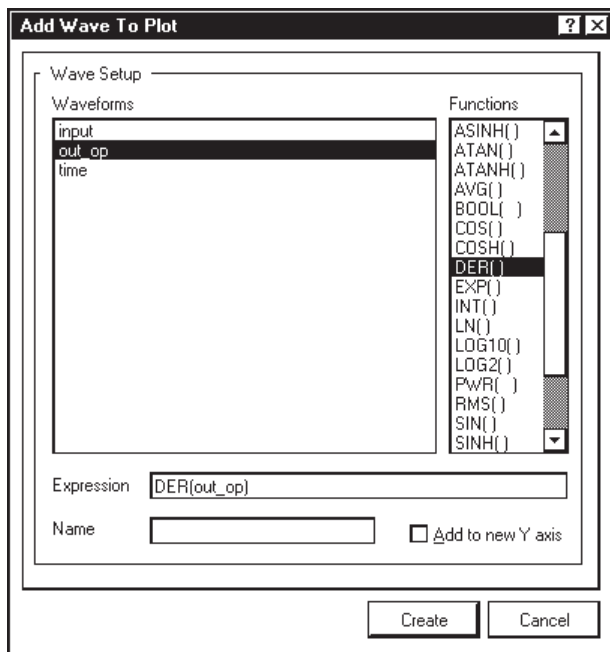 Add Wave To Plot
Wave Setup
Waveforms
input
out_op
time
Functions
ASINH()
ATAN()
ATANH()
AVG()
BOOL( )
COS()
COSH()
DER()
EXP()
INT()
LN()
LOG10()
LOG2()
PWR( )
RMS()
SIN()
SINH()
Expression DER(out_op)
Name
Add to new Y axis
Create Cancel